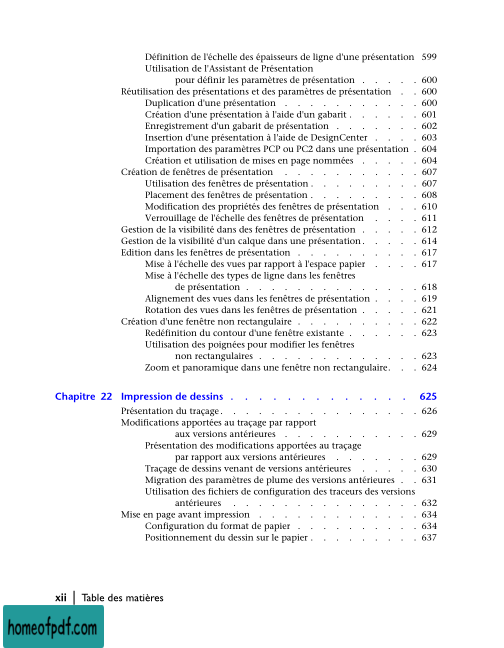 Définition de l'échelle des épaisseurs de ligne d'une présentation 599
Utilisation de l'Assistant de Présentation
pour définir les paramètres de présentation . . . . . 600
Réutilisation des présentations et des paramètres de présentation . . 600
Duplication d'une présentation . . . . . . . . . . 600
Création d'une présentation à l'aide d'un gabarit . . . . . . 601
Enregistrement d'un gabarit de présentation . . . . . . . 602
Insertion d'une présentation à l'aide de DesignCenter . . . . 603
Importation des paramètres PCP ou PC2 dans une présentation . 604
Création et utilisation de mises en page nommées . . . . . 604
Création de fenêtres de présentation . . . . . . . . . . . 607
Utilisation des fenêtres de présentation . . . . . . . . . 607
Placement des fenêtres de présentation . . . . . . . . . 608
Modification des propriétés des fenêtres de présentation . . . 610
Verrouillage de l'échelle des fenêtres de présentation . . . . 611
Gestion de la visibilité dans des fenêtres de présentation . . . . . 612
Gestion de la visibilité d'un calque dans une présentation . . . . . 614
Edition dans les fenêtres de présentation . . . . . . . . . . 617
Mise à l'échelle des vues par rapport à l'espace papier . . . . 617
Mise à l'échelle des types de ligne dans les fenêtres
de présentation . . . . . . . . . . . . . . 618
Alignement des vues dans les fenêtres de présentation . . . . 619
Rotation des vues dans les fenêtres de présentation . . . . . 621
Création d'une fenêtre non rectangulaire . . . . . . . . . . 622
Redéfinition du contour d'une fenêtre existante . . . . . . 623
Utilisation des poignées pour modifier les fenêtres
non rectangulaires . . . . . . . . . . . . . 623
Zoom et panoramique dans une fenêtre non rectangulaire . . . 624
Chapitre 22 Impression de dessins . . . . . . . . . . . . . 625
Présentation du traçage . . . . . . . . . . . . . . . . 626
Modifications apportées au traçage par rapport
aux versions antérieures . . . . . . . . . . . 629
Présentation des modifications apportées au traçage
par rapport aux versions antérieures . . . . . . . 629
Traçage de dessins venant de versions antérieures . . . . . 630
Migration des paramètres de plume des versions antérieures . . 631
Utilisation des fichiers de configuration des traceurs des versions
antérieures . . . . . . . . . . . . . . . 632
Mise en page avant impression . . . . . . . . . . . . . 634
Configuration du format de papier . . . . . . . . . . 634
Positionnement du dessin sur le papier . . . . . . . . . 637
xii | Table des matières
homeofpdf.com